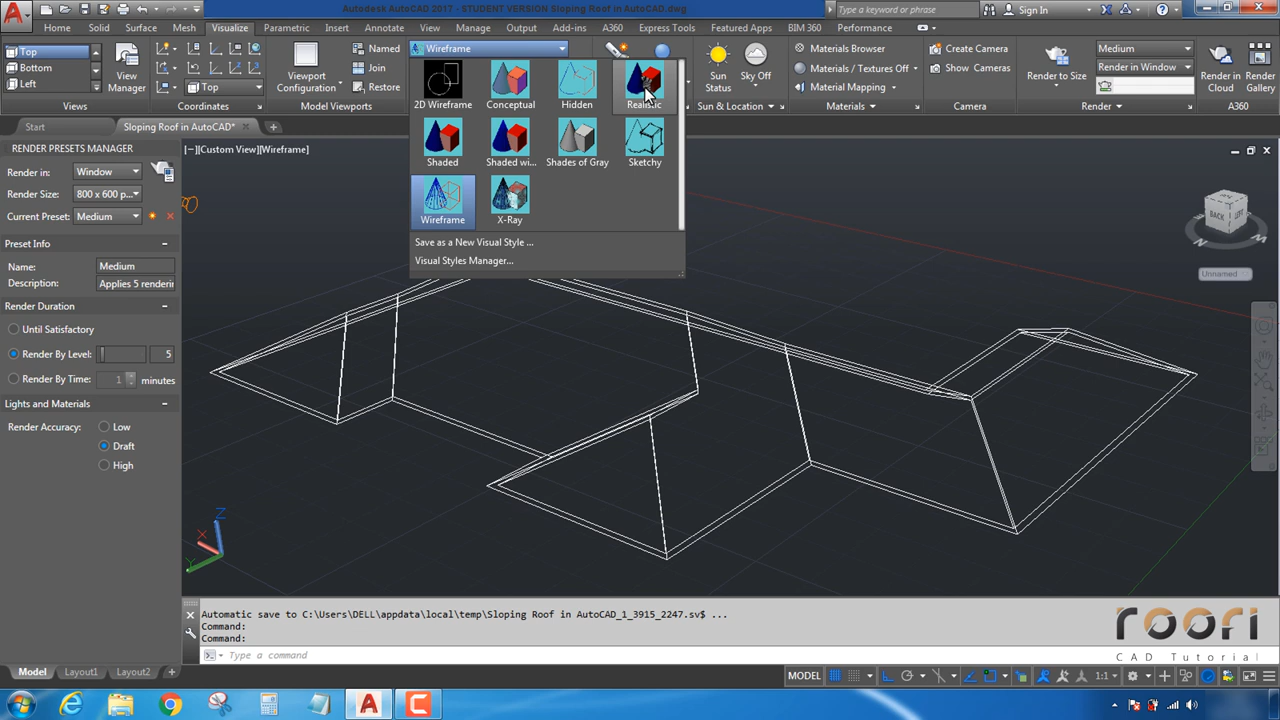 Autodesk AutoCAD 2017 - STUDENT VERSION Sloping Roof in AutoCAD.dwg
Type a keyword or phrase
Sign In
Home Solid Surface Mesh Visualize Parametric Insert Annotate View Manage Output Add-ins A360 Express Tools Featured Apps BIM 360 Performance
Top
Bottom
Left
View Manager
Views
Viewport Configuration
Named
Join
Restore
Wireframe
2D Wireframe
Conceptual
Hidden
Realistic
Shaded
Shaded wi...
Shades of Gray
Sketchy
Wireframe
X-Ray
Save as a New Visual Style ...
Visual Styles Manager...
Sun Status
Sky Off
Sun & Location
Materials Browser
Materials / Textures Off
Material Mapping
Materials
Create Camera
Show Cameras
Camera
Render to Size
Medium
Render in Window
Render
Render in Cloud
Render Gallery
A360
Start
Sloping Roof in AutoCAD*
RENDER PRESETS MANAGER
Render in: Window
Render Size: 800 x 600 p...
Current Preset: Medium
Preset Info
Name: Medium
Description: Applies 5 renderin
Render Duration
Until Satisfactory
Render By Level: 5
Render By Time: 1 minutes
Lights and Materials
Render Accuracy: Low
Draft
High
[−][Custom View][Wireframe]
BACK LEFT
Unnamed
Z
X
Y
Automatic save to C:\Users\DELL\appdata\local\temp\Sloping Roof in AutoCAD_1_3915_2247.sv$ ...
Command:
Command:
Type a command
roofi
CAD Tutorial
Model Layout1 Layout2 +
MODEL
1:1